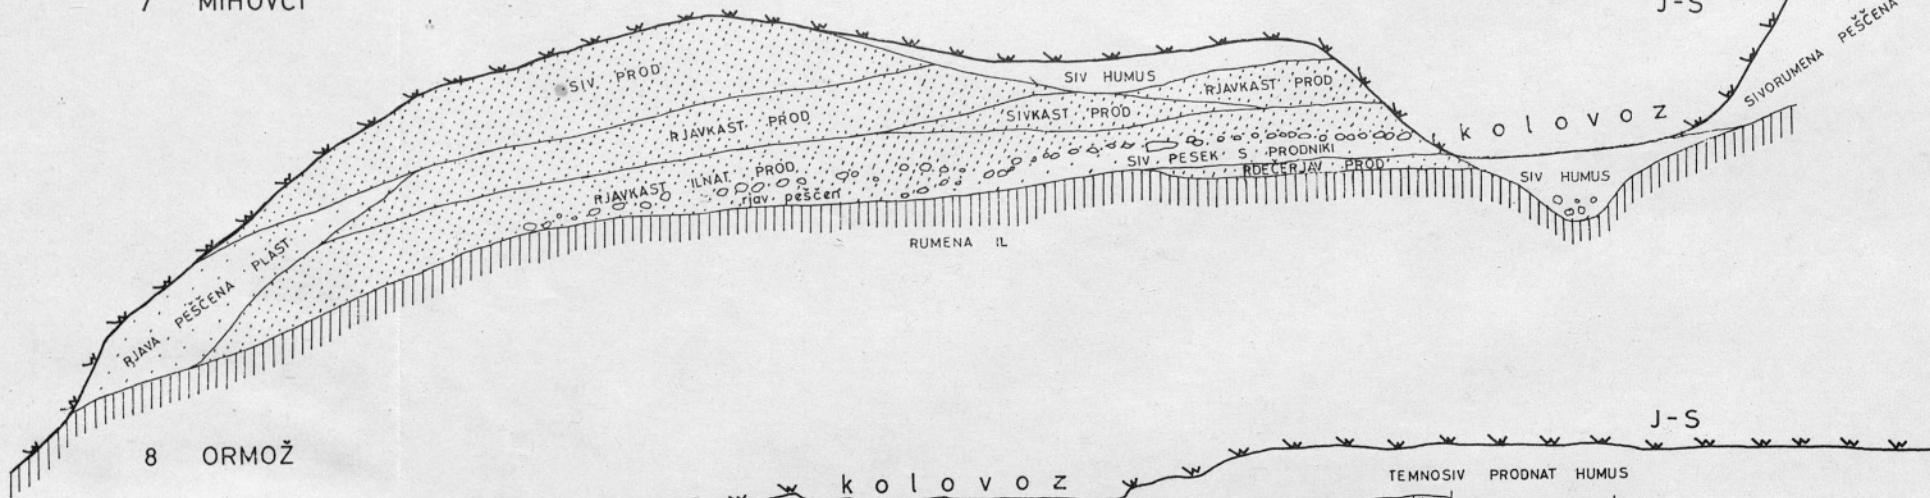 7 MIHOVCI
J-S
SIV PROD
SIV HUMUS
RJAVKAST PROD
SIVORUMENA PEŠČENA
RJAVKAST PROD
SIVKAST PROD
kolovoz
SIV PESEK S PRODNIKI
RJAVKAST ILNAT PROD
RDEČERJAV PROD
SIV HUMUS
rjav peščen
RUMENA IL
RJAVA PEŠČENA PLAST
J-S
8 ORMOŽ
kolovoz
TEMNOSIV PRODNAT HUMUS